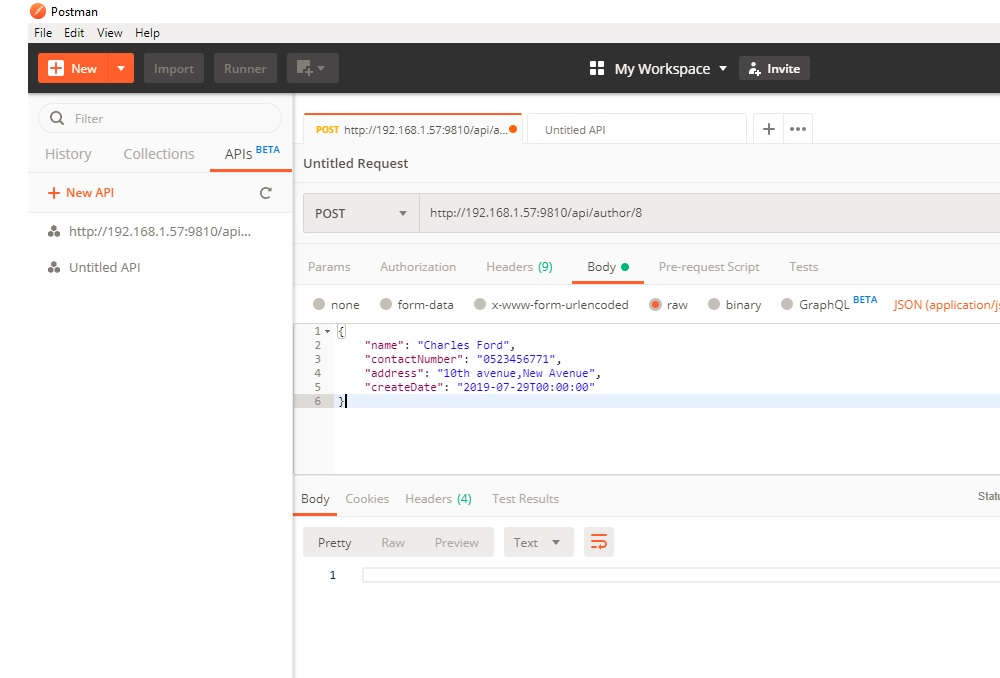 Postman
File Edit View Help
New Import Runner My Workspace Invite
Filter
History Collections APIs BETA
New API
http://192.168.1.57:9810/api...
Untitled API
POST http://192.168.1.57:9810/api/a... Untitled API
Untitled Request
POST http://192.168.1.57:9810/api/author/8
Params Authorization Headers (9) Body Pre-request Script Tests
none form-data x-www-form-urlencoded raw binary GraphQL BETA JSON (application/js
1 {
2 "name": "Charles Ford",
3 "contactNumber": "0523456771",
4 "address": "10th avenue,New Avenue",
5 "createDate": "2019-07-29T00:00:00"
6 }
Body Cookies Headers (4) Test Results Statu
Pretty Raw Preview Text
1